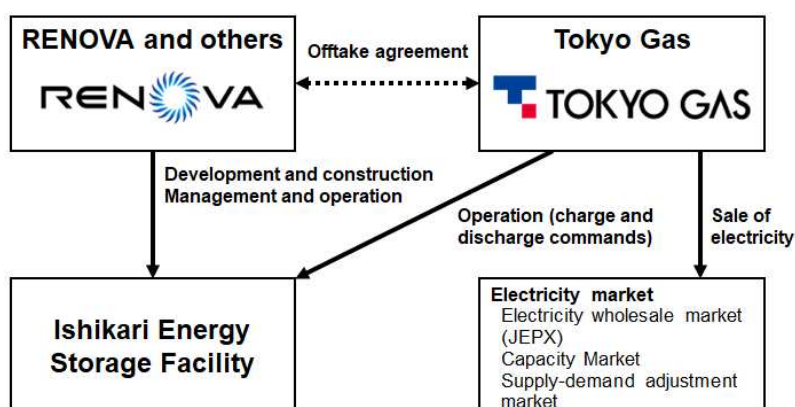 RENOVA and others
RENOVA
Offtake agreement
Tokyo Gas
TOKYO GAS
Development and construction
Management and operation
Operation (charge and
discharge commands)
Sale of
electricity
Ishikari Energy
Storage Facility
Electricity market
Electricity wholesale market
(JEPX)
Capacity Market
Supply-demand adjustment
market